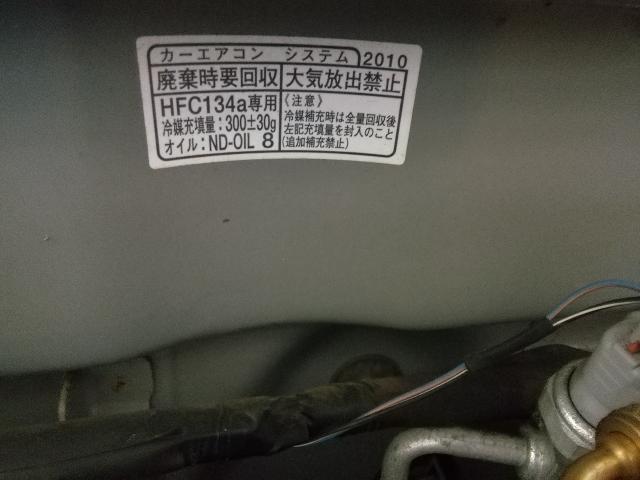 カーエアコン システム 2010
廃棄時要回収 大気放出禁止
HFC134a専用
冷媒充填量:300±30g
オイル:ND-OIL 8
〈注意〉
冷媒補充時は全量回収後
左記充填量を封入のこと
(追加補充禁止)